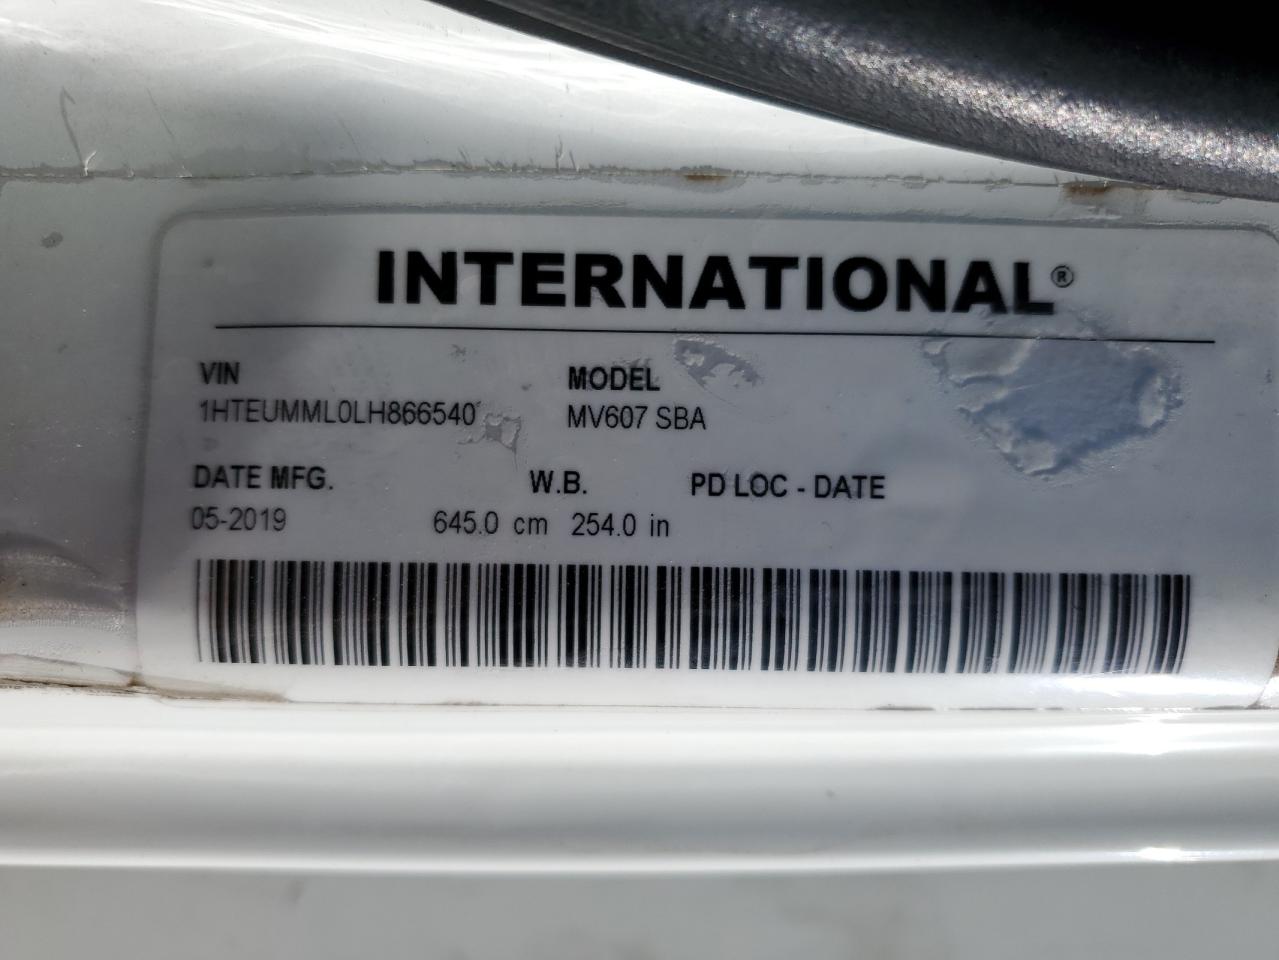 INTERNATIONAL®
VIN MODEL
1HTEUMML0LH866540 MV607 SBA
DATE MFG. W.B. PD LOC - DATE
05-2019 645.0 cm 254.0 in